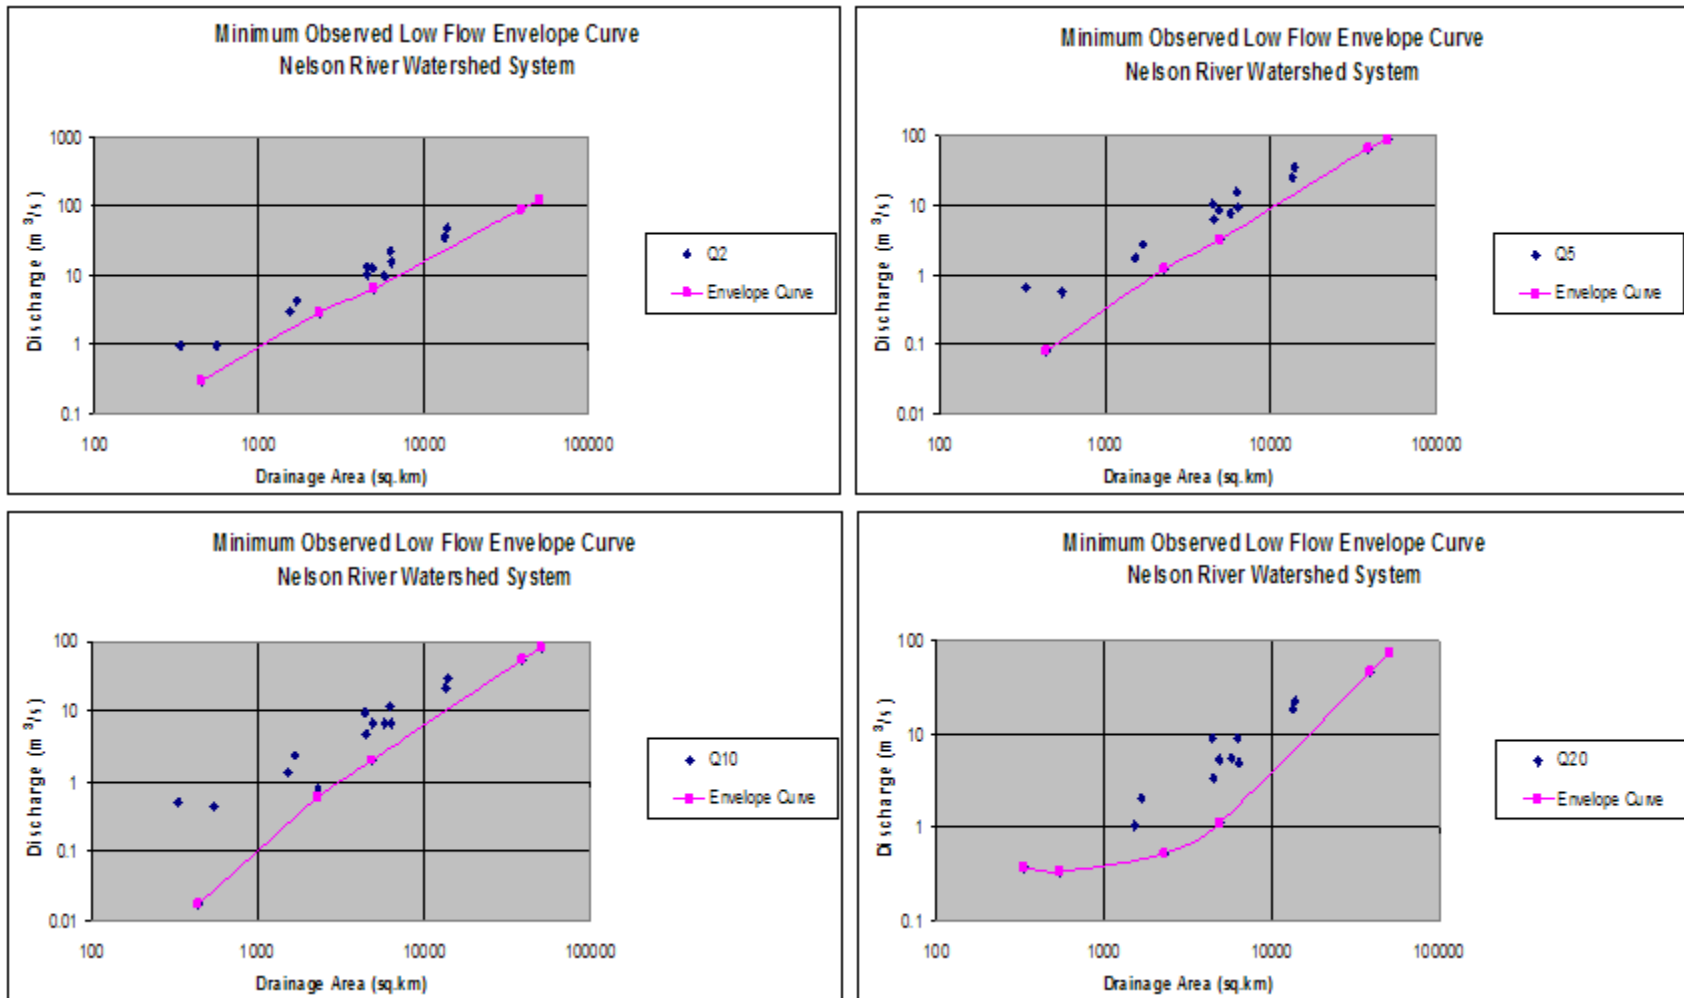 Minimum Observed Low Flow Envelope Curve
Nelson River Watershed System
1000
100
10
1
0.1
Discharge (m³/s)
100 1000 10000 100000
Drainage Area (sq.km)
Q2
Envelope Curve
Minimum Observed Low Flow Envelope Curve
Nelson River Watershed System
100
10
1
0.1
0.01
Discharge (m³/s)
100 1000 10000 100000
Drainage Area (sq.km)
Q5
Envelope Curve
Minimum Observed Low Flow Envelope Curve
Nelson River Watershed System
100
10
1
0.1
0.01
Discharge (m³/s)
100 1000 10000 100000
Drainage Area (sq.km)
Q10
Envelope Curve
Minimum Observed Low Flow Envelope Curve
Nelson River Watershed System
100
10
1
0.1
Discharge (m³/s)
100 1000 10000 100000
Drainage Area (sq.km)
Q20
Envelope Curve